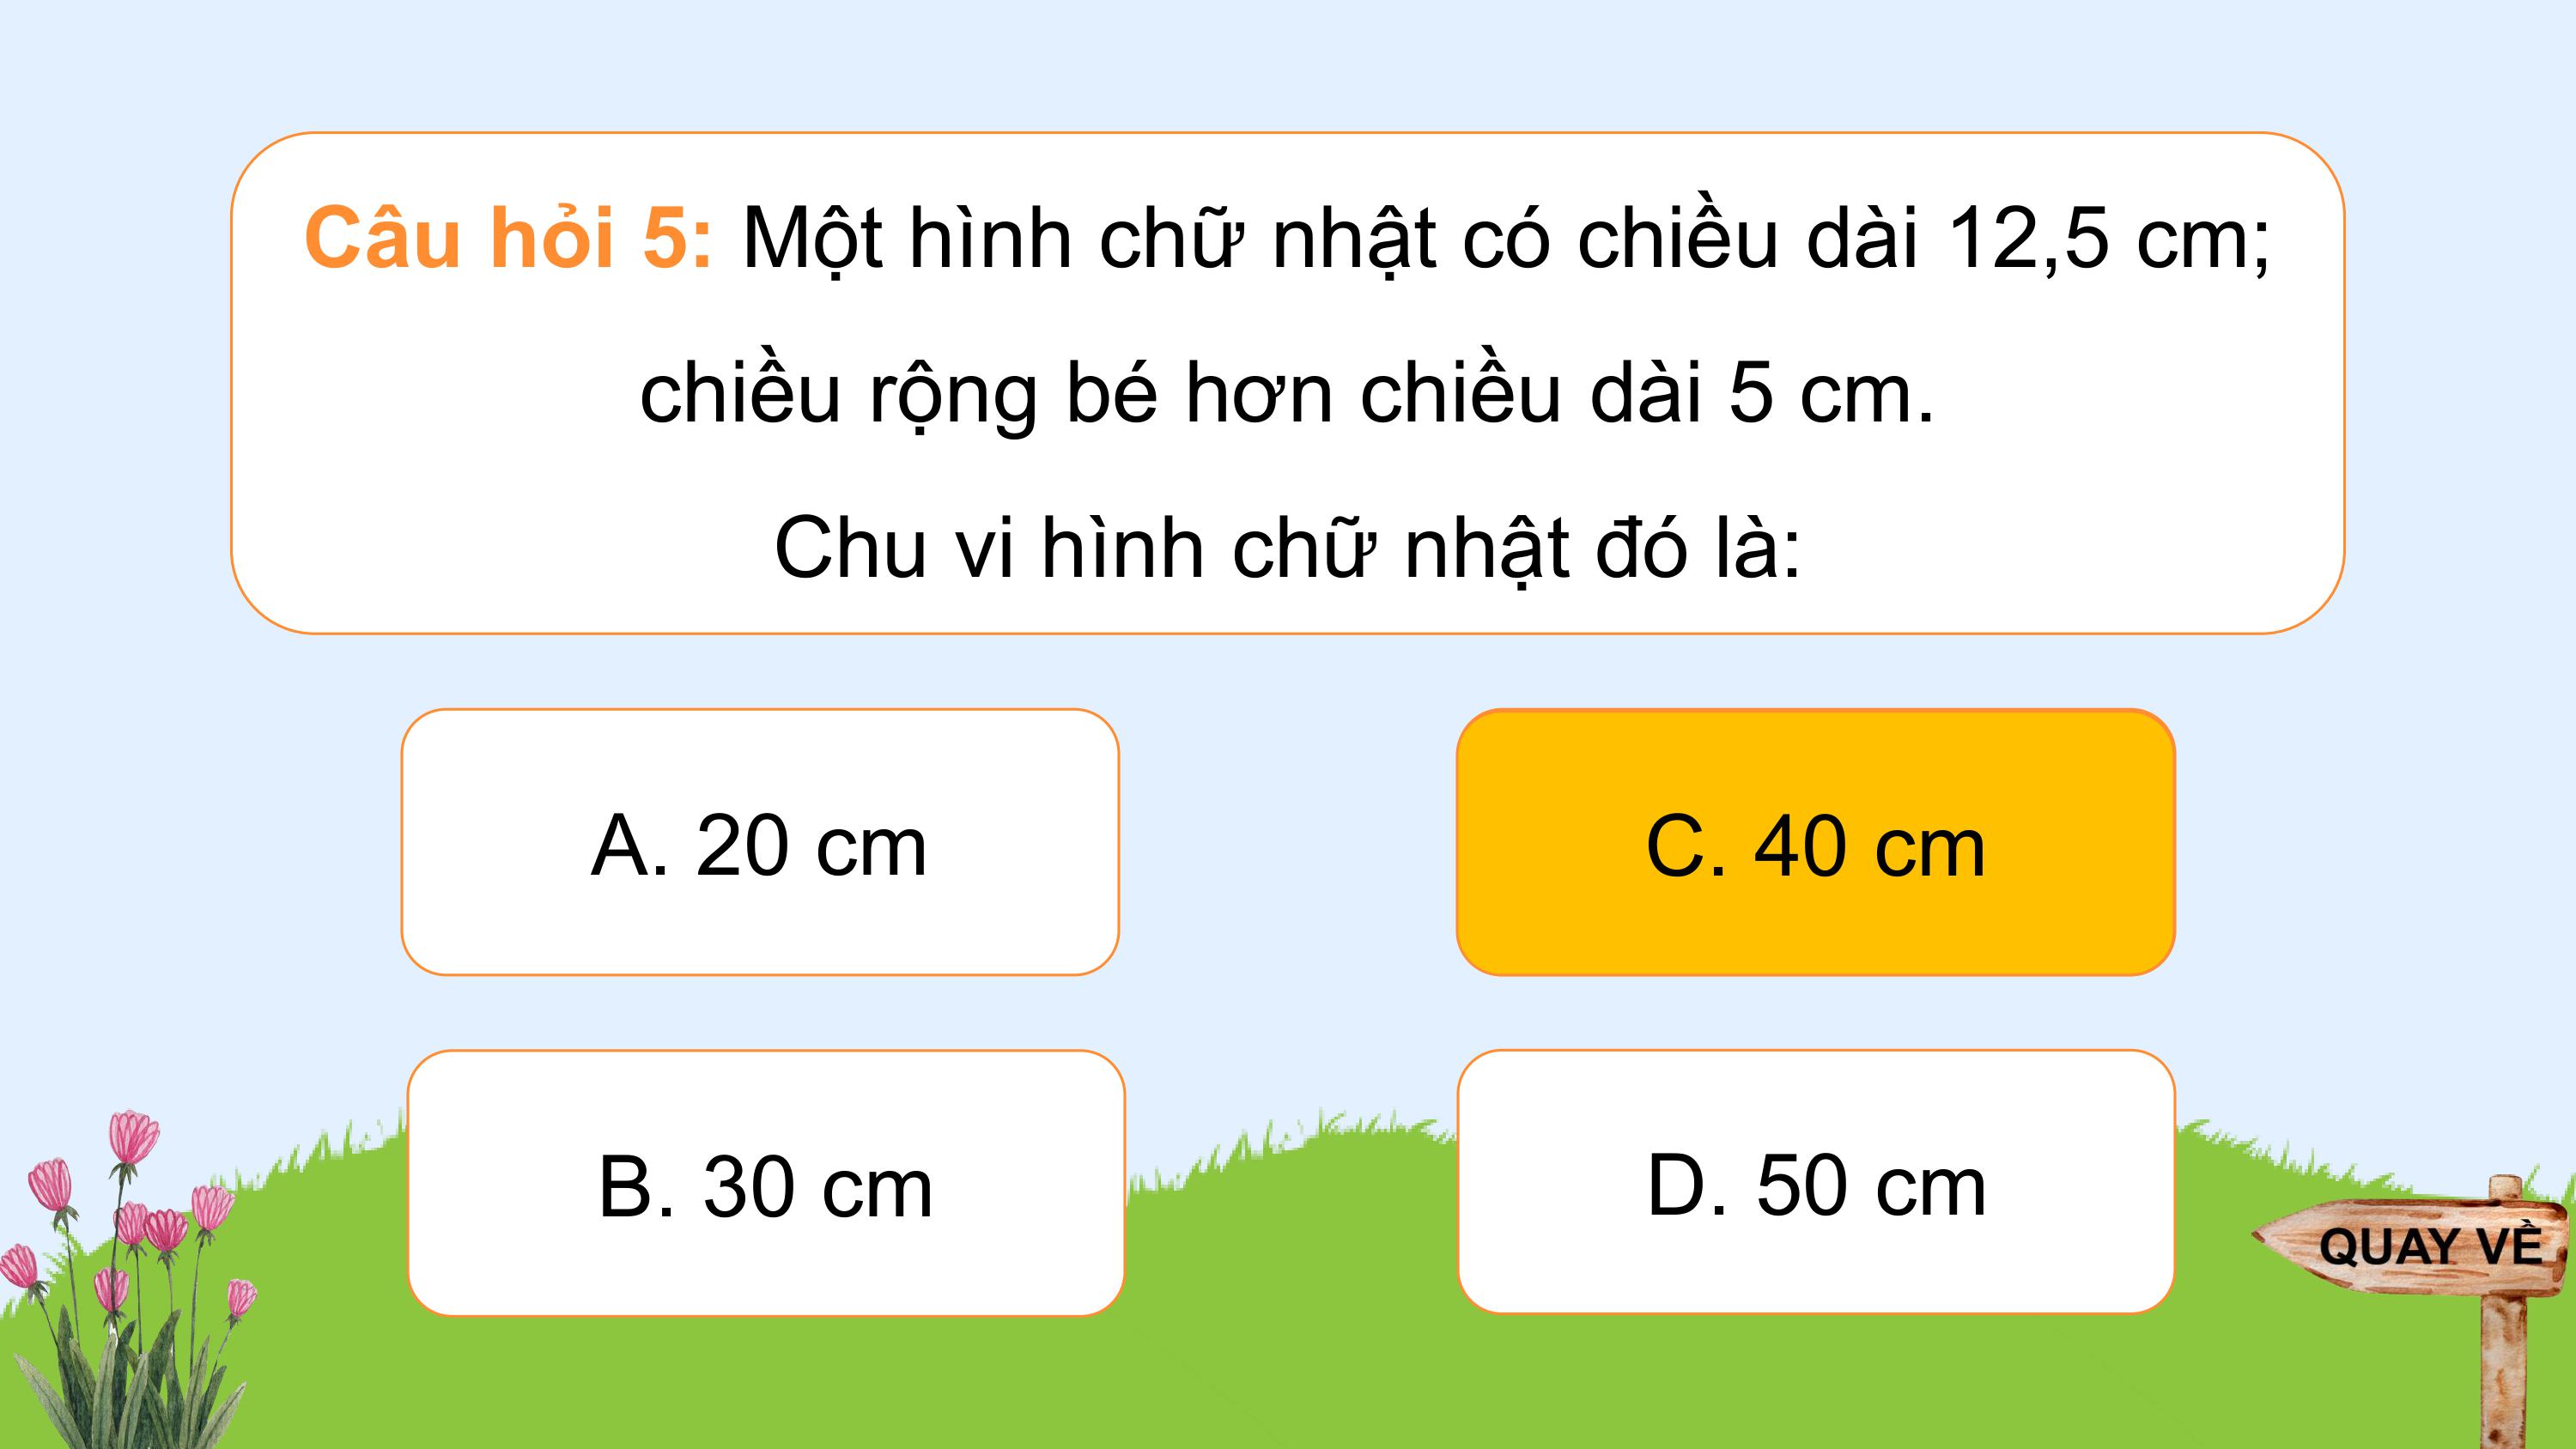 Câu hỏi 5: Một hình chữ nhật có chiều dài 12,5 cm;
chiều rộng bé hơn chiều dài 5 cm.
Chu vi hình chữ nhật đó là:
A. 20 cm
C. 40 cm
B. 30 cm
D. 50 cm
QUAY VỀ